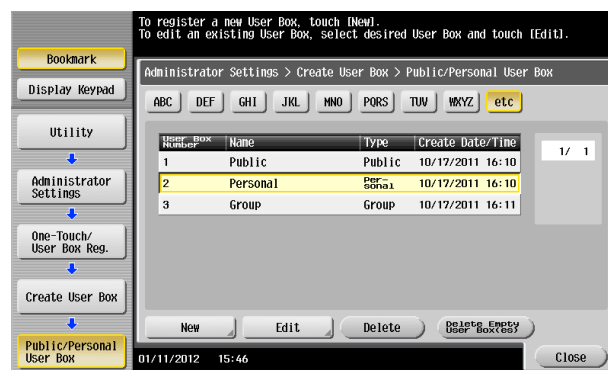 To register a new User Box, touch [New].
To edit an existing User Box, select desired User Box and touch [Edit].
Bookmark
Display Keypad
Utility
Administrator
Settings
One-Touch/
User Box Reg.
Create User Box
Public/Personal
User Box
Administrator Settings > Create User Box > Public/Personal User Box
ABC DEF GHI JKL MNO PQRS TUV WXYZ etc
User Box
Number Name Type Create Date/Time
1 Public Public 10/17/2011 16:10
2 Personal Per-
sonal 10/17/2011 16:10
3 Group Group 10/17/2011 16:11
1/ 1
New Edit Delete Delete Empty
User Box(es)
01/11/2012 15:46 Close